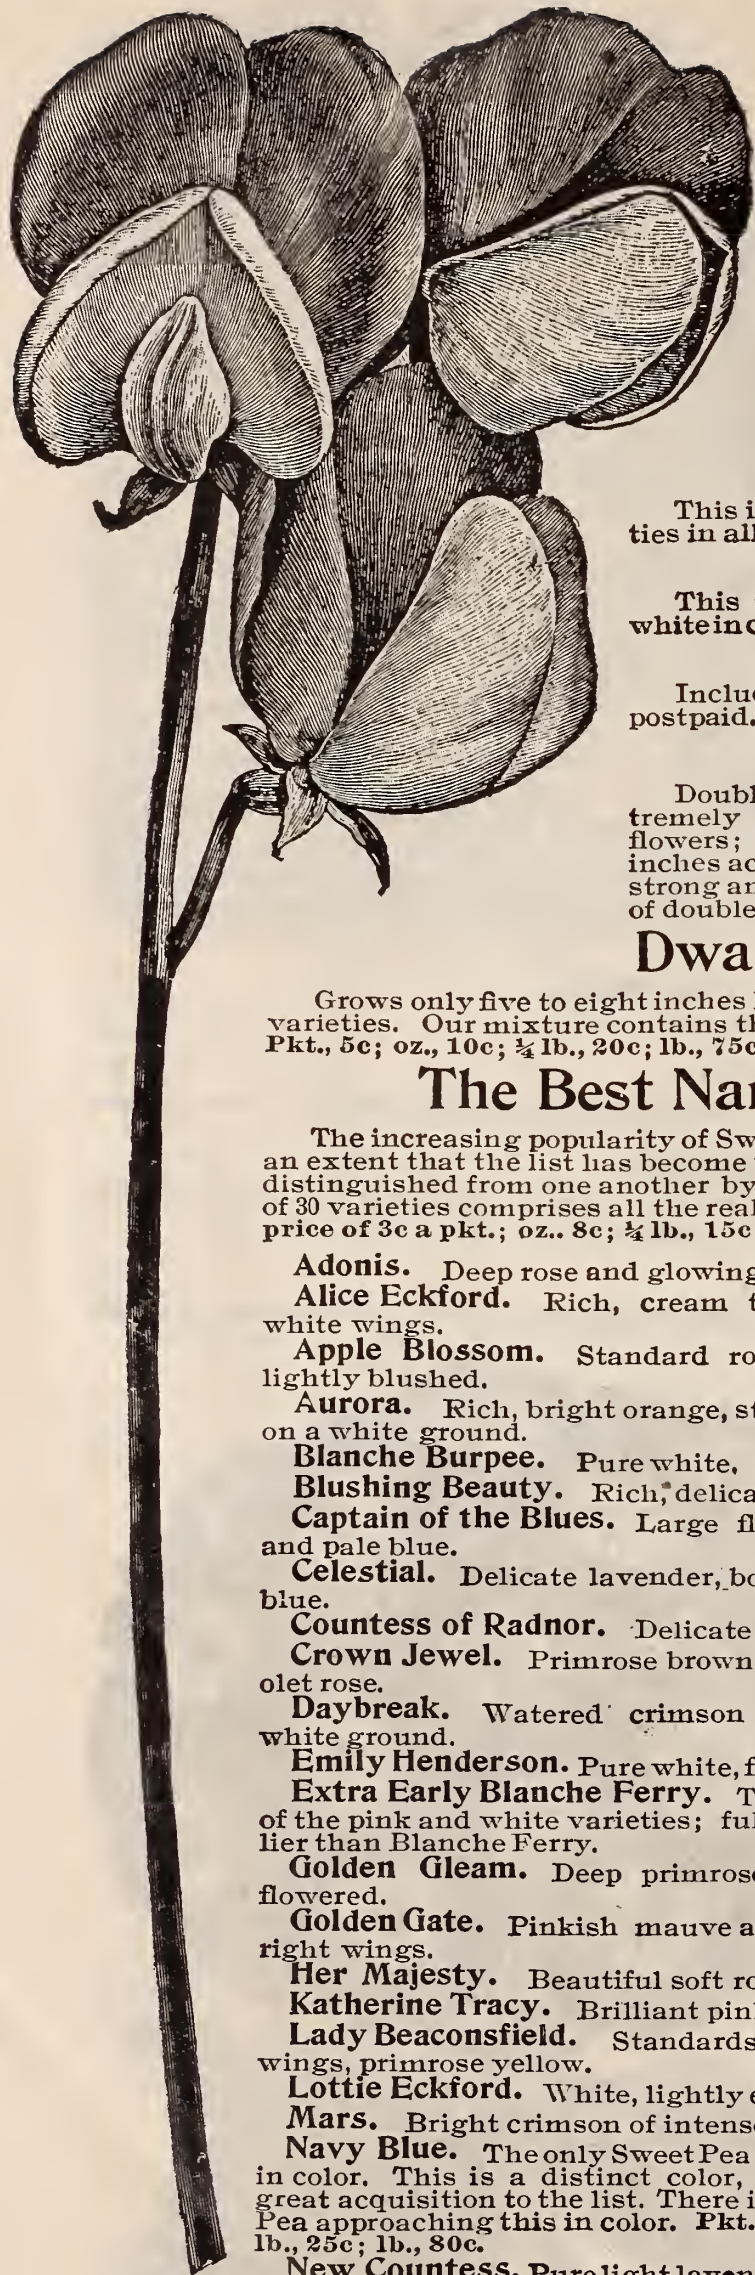 This i
ties in all
This
white in c
Includ
postpaid.
Doubl
tremely
flowers;
inches ac
strong an
of double
Dwa
Grows only five to eight inches
varieties. Our mixture contains th
Pkt., 5c; oz., 10c; ¼ lb., 20c; lb., 75c
The Best Na
The increasing popularity of Sw
an extent that the list has become
distinguished from one another by
of 30 varieties comprises all the real
price of 3c a pkt.; oz.. 8c; ¼ lb., 15c
Adonis. Deep rose and glowing
Alice Eckford. Rich, cream t
white wings.
Apple Blossom. Standard ro
lightly blushed.
Aurora. Rich, bright orange, st
on a white ground.
Blanche Burpee. Pure white,
Blushing Beauty. Rich, delica
Captain of the Blues. Large fl
and pale blue.
Celestial. Delicate lavender, bo
blue.
Countess of Radnor. Delicate
Crown Jewel. Primrose brown
olet rose.
Daybreak. Watered crimson
white ground.
Emily Henderson. Pure white, f
Extra Early Blanche Ferry. T
of the pink and white varieties; ful
lier than Blanche Ferry.
Golden Gleam. Deep primrose
flowered.
Golden Gate. Pinkish mauve a
right wings.
Her Majesty. Beautiful soft ro
Katherine Tracy. Brilliant pin
Lady Beaconsfield. Standards
wings, primrose yellow.
Lottie Eckford. White, lightly e
Mars. Bright crimson of intense
Navy Blue. The only Sweet Pea
in color. This is a distinct color,
great acquisition to the list. There i
Pea approaching this in color. Pkt.
lb., 25c; lb., 80c.
New Countess. Pure light laven